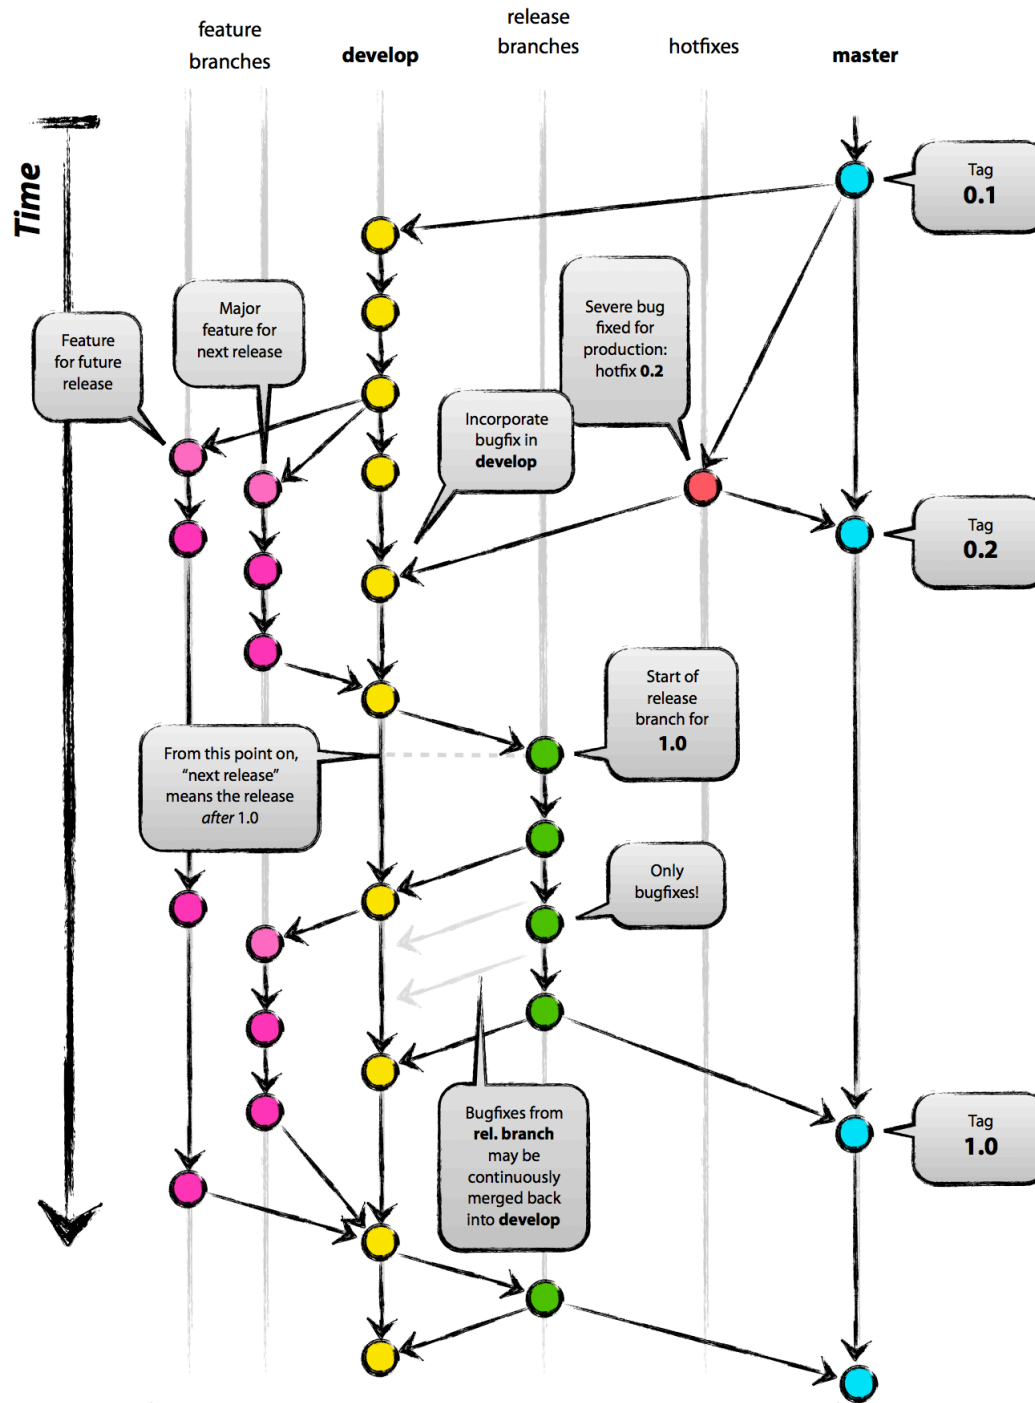 feature
branches
develop
release
branches
hotfixes
master
Time
Tag
0.1
Major
feature for
next release
Severe bug
fixed for
production:
hotfix 0.2
Feature
for future
release
Incorporate
bugfix in
develop
Tag
0.2
Start of
release
branch for
1.0
From this point on,
“next release”
means the release
after 1.0
Only
bugfixes!
Bugfixes from
rel. branch
may be
continuously
merged back
into develop
Tag
1.0